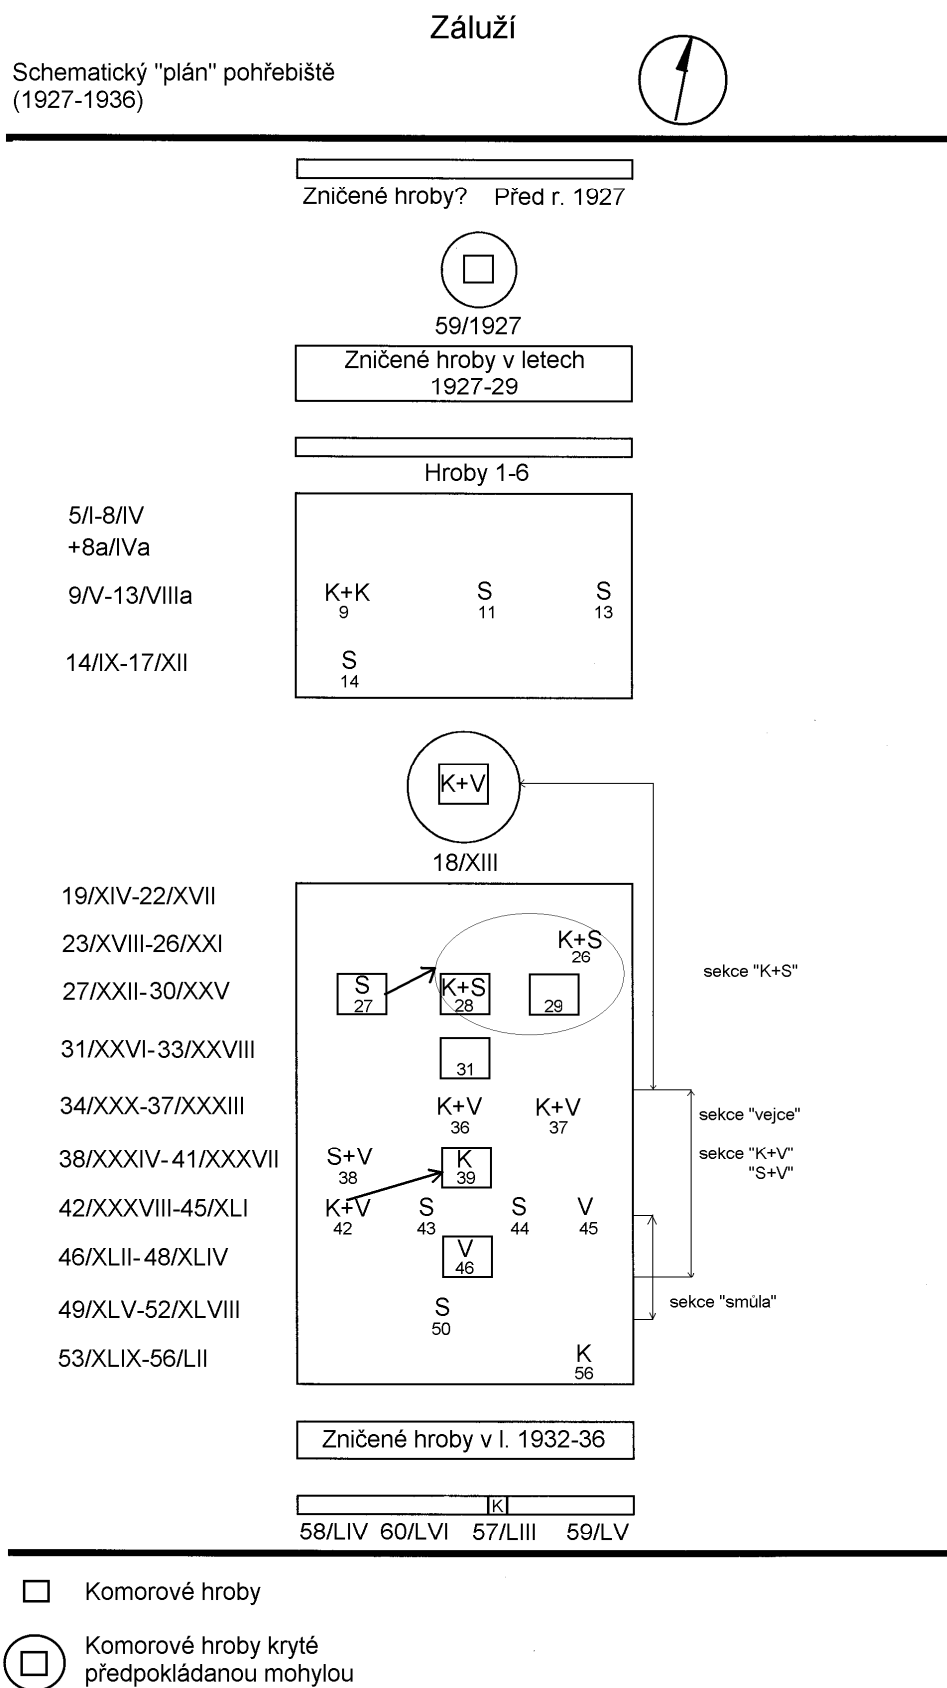 Záluží
Schematický "plán" pohřebiště
(1927-1936)
Zničené hroby? Před r. 1927
59/1927
Zničené hroby v letech
1927-29
Hroby 1-6
5/I-8/IV
+8a/IVa
9/V-13/VIIIa K+K S S
9 11 13
14/IX-17/XII S
14
K+V
18/XIII
19/XIV-22/XVII
23/XVIII-26/XXI K+S
26
sekce "K+S"
27/XXII-30/XXV S K+S
27 28 29
31/XXVI-33/XXVIII
31
34/XXX-37/XXXIII K+V K+V sekce "vejce"
36 37
38/XXXIV-41/XXXVII S+V K sekce "K+V"
38 39 "S+V"
42/XXXVIII-45/XLI K+V S S V
42 43 44 45
46/XLII-48/XLIV V
46
sekce "smůla"
49/XLV-52/XLVIII S
50
53/XLIX-56/LII K
56
Zničené hroby v l. 1932-36
K
58/LIV 60/LVI 57/LIII 59/LV
Komorové hroby
Komorové hroby kryté
předpokládanou mohylou